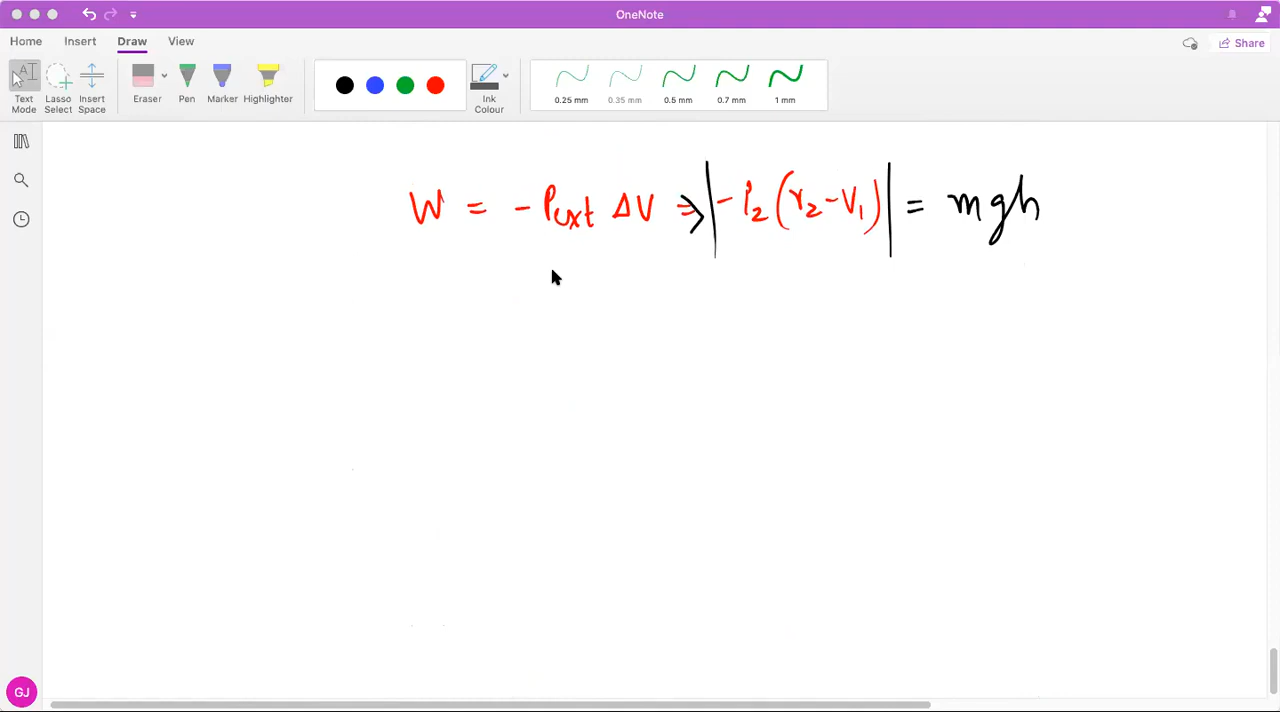 OneNote
Home Insert Draw View
Share
Text Mode
Lasso Select
Insert Space
Eraser
Pen
Marker
Highlighter
Ink Colour
0.25 mm 0.35 mm 0.5 mm 0.7 mm 1 mm
W = - Pext ΔV => |- P2 (V2 - V1)| = mgh
GJ